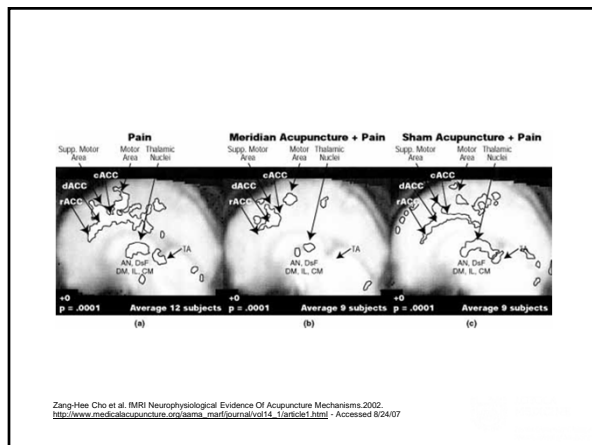 Pain
Meridian Acupuncture + Pain
Sham Acupuncture + Pain
Supp. Motor Area
Motor Area
Thalamic Nuclei
Supp. Motor Area
Motor Area
Thalamic Nuclei
Supp. Motor Area
Motor Area
Thalamic Nuclei
cACC
dACC
rACC
TA
AN, DsF
DM, IL, CM
+0
p = .0001
Average 12 subjects
(a)
cACC
dACC
rACC
TA
AN, DsF
DM, IL, CM
+0
p = .0001
Average 9 subjects
(b)
cACC
dACC
rACC
TA
AN, DsF
DM, IL, CM
+0
p = .0001
Average 9 subjects
(c)
Zang-Hee Cho et al. fMRI Neurophysiological Evidence Of Acupuncture Mechanisms.2002.
http://www.medicalacupuncture.org/aama_marf/journal/vol14_1/article1.html - Accessed 8/24/07